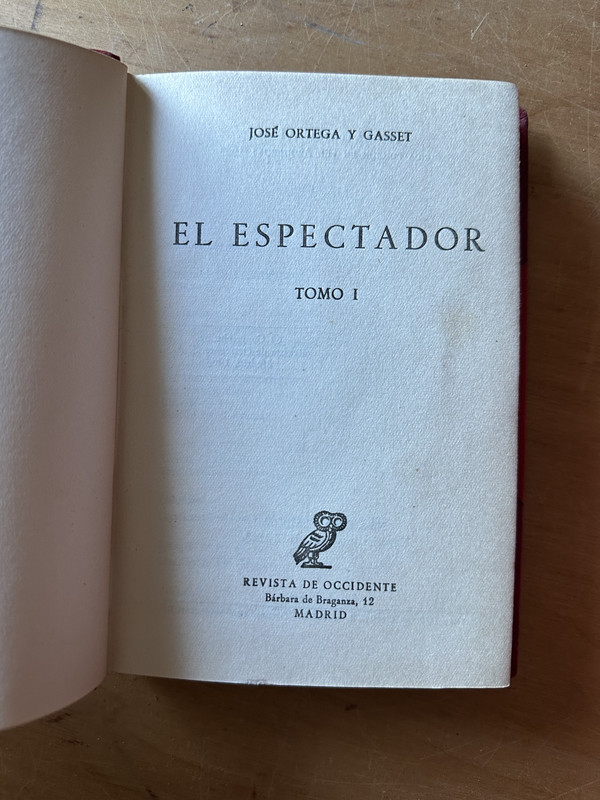 JOSÉ ORTEGA Y GASSET
EL ESPECTADOR
TOMO I
REVISTA DE OCCIDENTE
Bárbara de Braganza, 12
MADRID